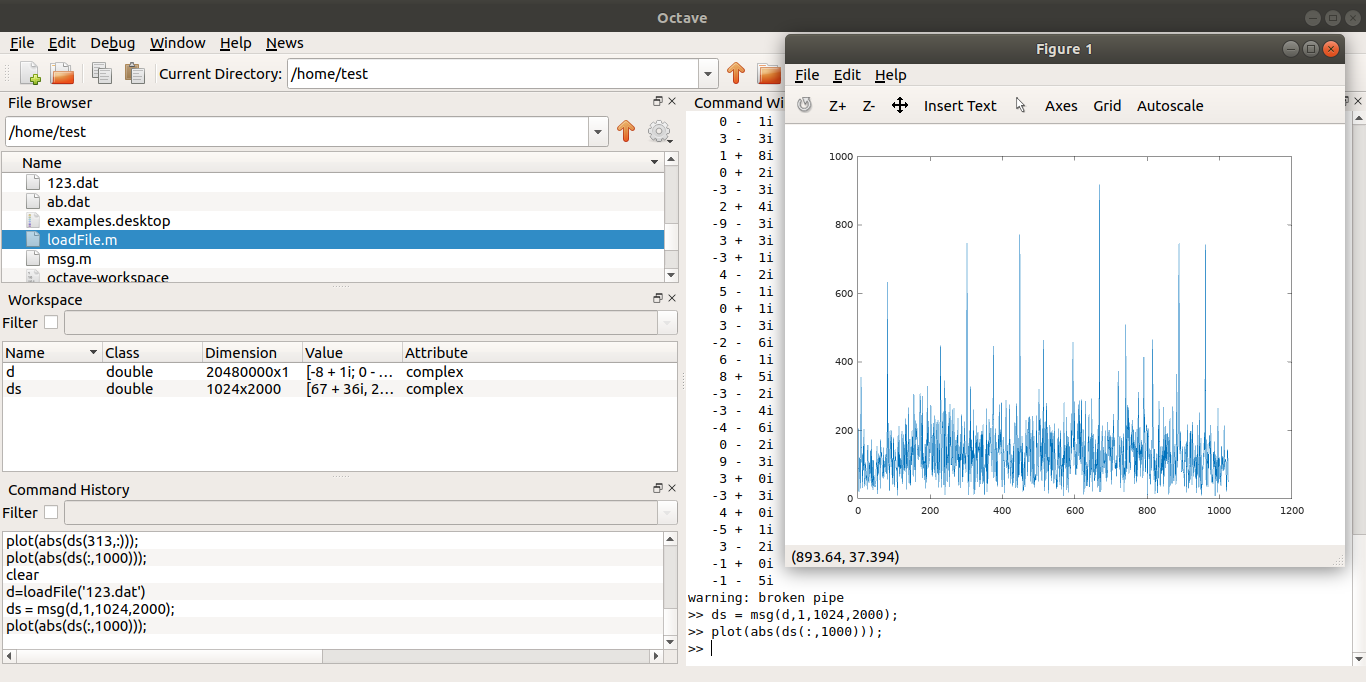 Octave
File Edit Debug Window Help News
Current Directory: /home/test
File Browser
/home/test
Name
123.dat
ab.dat
examples.desktop
loadFile.m
msg.m
octave-workspace
Workspace
Filter
Name Class Dimension Value Attribute
d double 20480000x1 [-8 + 1i; 0 - ... complex
ds double 1024x2000 [67 + 36i, 2... complex
Command History
Filter
plot(abs(ds(313,:)));
plot(abs(ds(:,1000)));
clear
d=loadFile('123.dat')
ds = msg(d,1,1024,2000);
plot(abs(ds(:,1000)));
Command Wi
0 - 1i
3 - 3i
1 + 8i
0 + 2i
-3 - 3i
2 + 4i
-9 - 3i
3 + 3i
-3 + 1i
4 - 2i
5 - 1i
0 + 1i
3 - 3i
-2 - 6i
6 - 1i
8 + 5i
-3 - 2i
-3 - 4i
-4 - 6i
0 - 2i
9 - 3i
3 + 0i
-3 + 3i
4 + 0i
-5 + 1i
3 - 2i
-1 + 0i
-1 - 5i
warning: broken pipe
>> ds = msg(d,1,1024,2000);
>> plot(abs(ds(:,1000)));
>>
Figure 1
File Edit Help
Z+ Z- Insert Text Axes Grid Autoscale
1000
800
600
400
200
0
0 200 400 600 800 1000 1200
(893.64, 37.394)